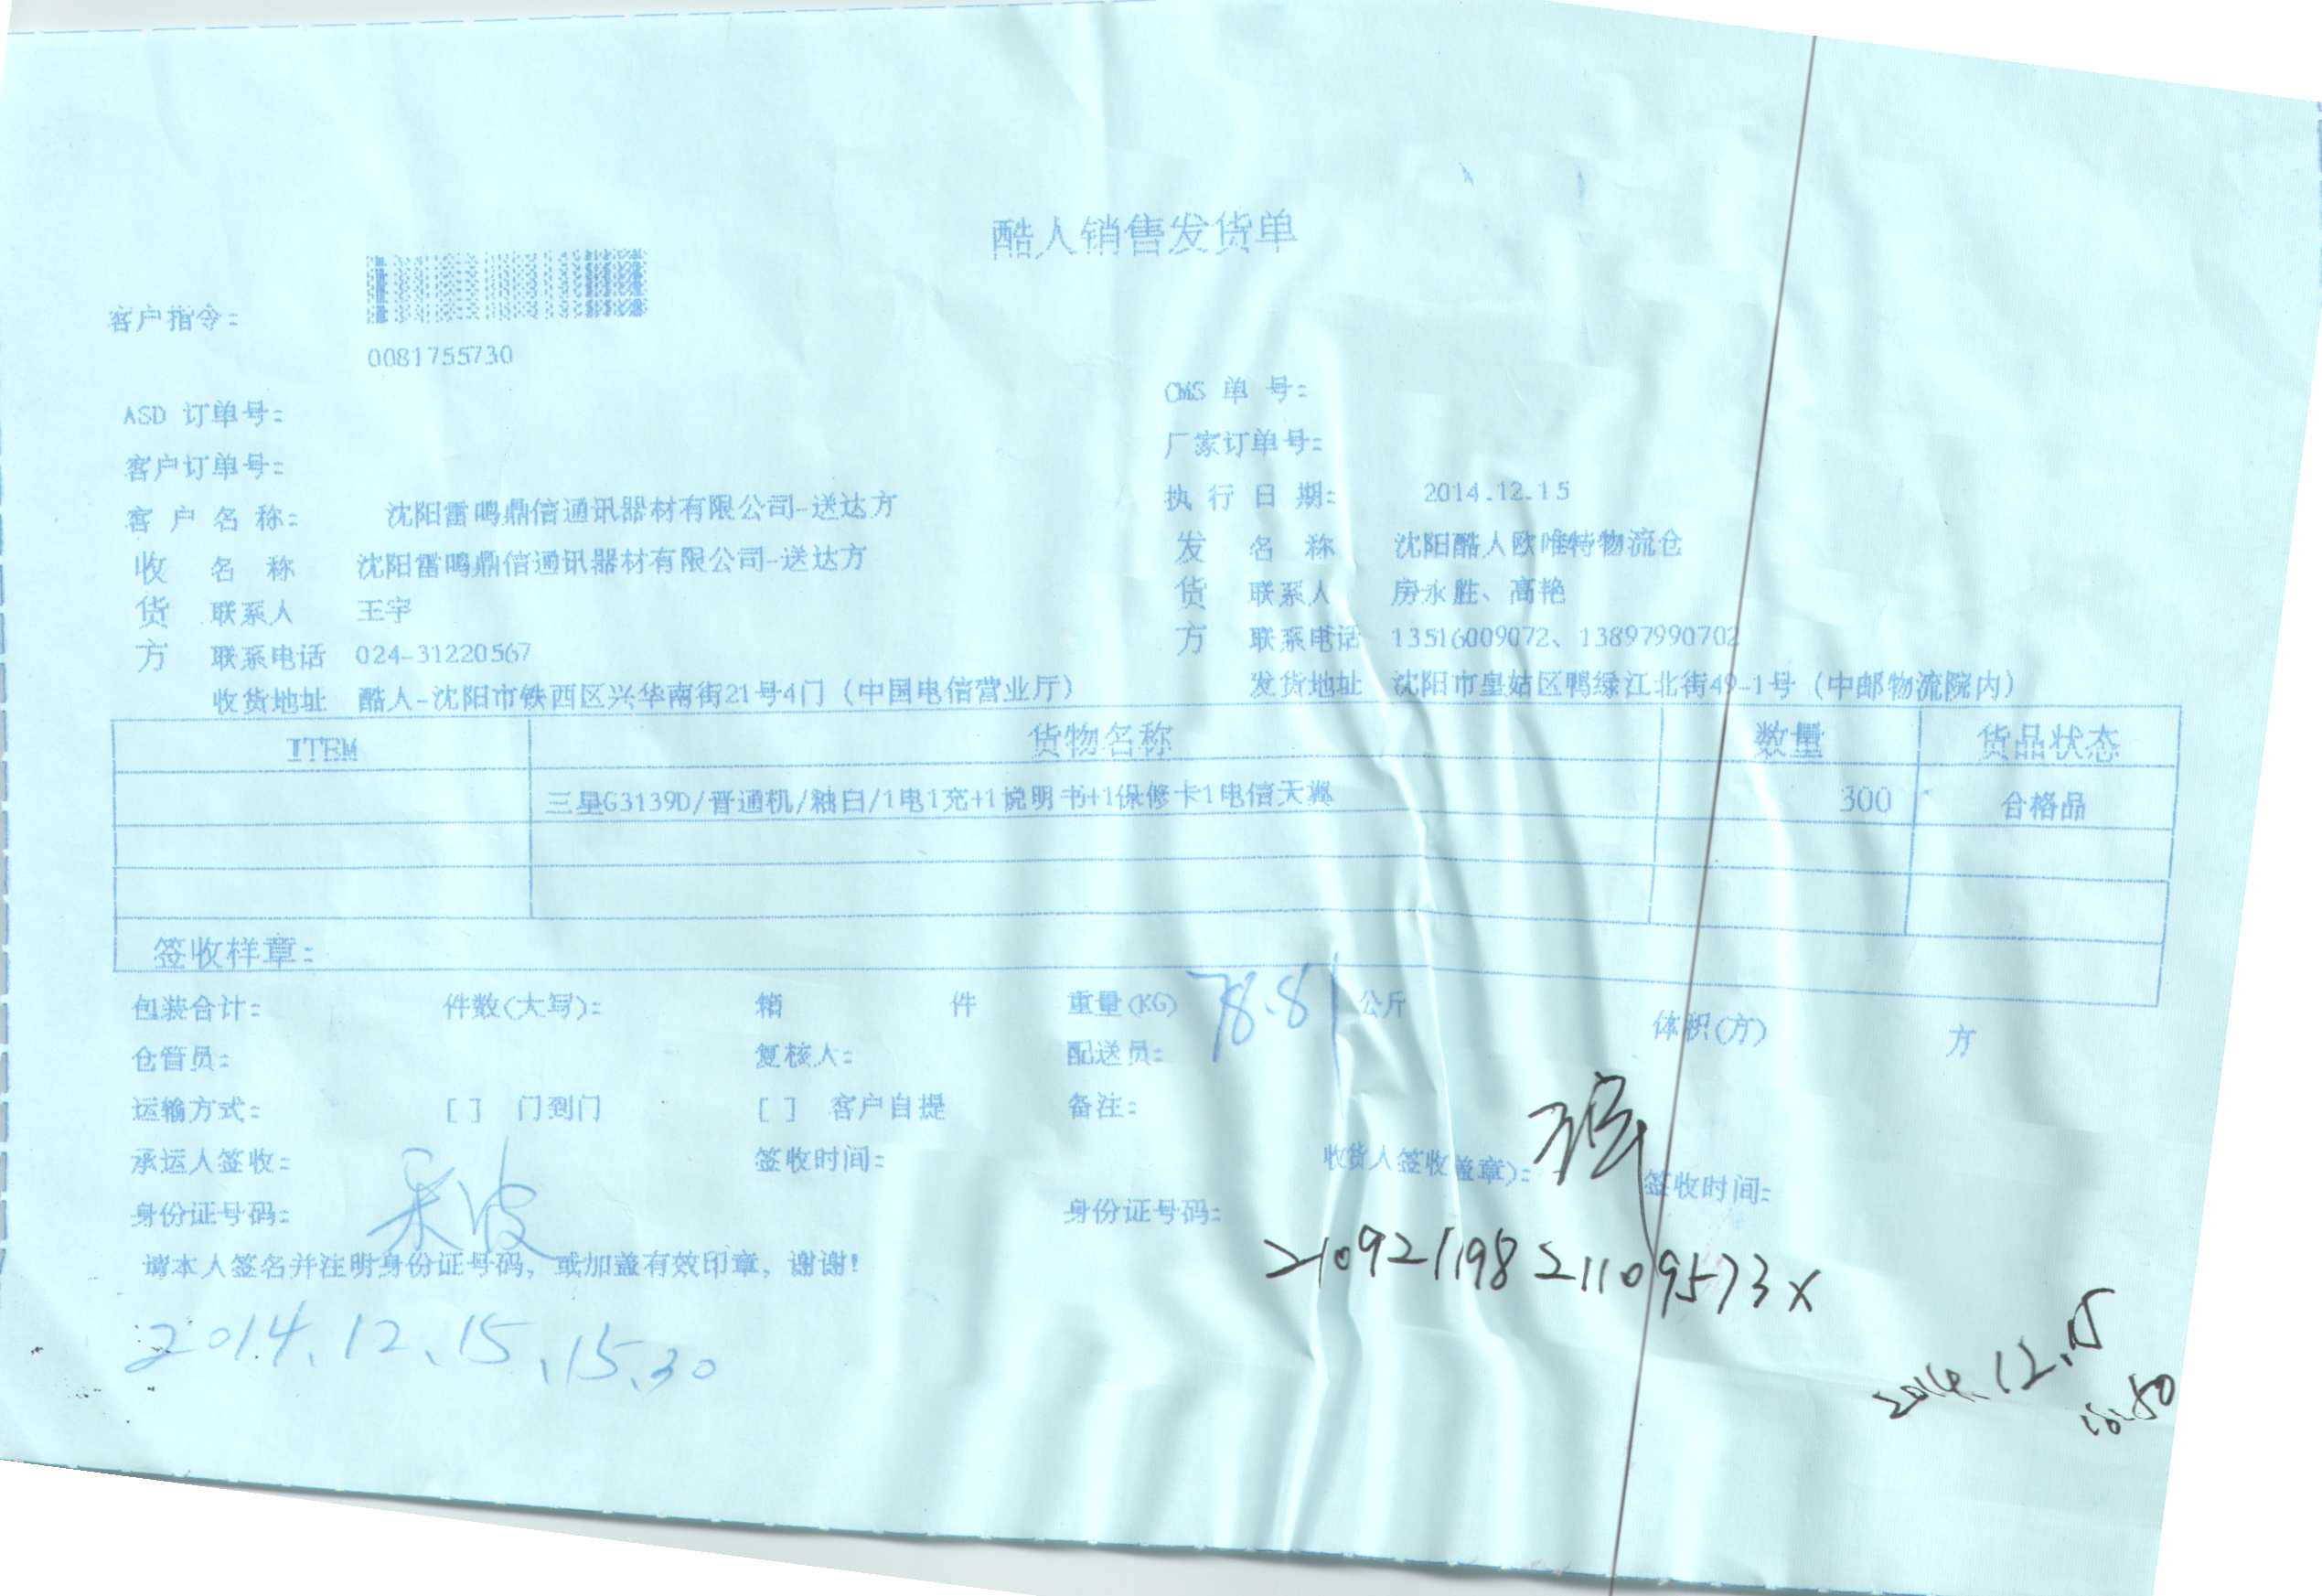 酷人销售发货单
客户指令:
0081755730
ASD 订单号:
CMS 单 号:
客户订单号:
厂家订单号:
客 户 名 称: 沈阳雷鸣鼎信通讯器材有限公司-送达方
执 行 日 期: 2014.12.15
收 名 称 沈阳雷鸣鼎信通讯器材有限公司-送达方
发 名 称 沈阳酷人欧唯特物流仓
货 联系人 王宇
货 联系人 房永胜、高艳
方 联系电话 024-31220567
方 联系电话 13516009072、13897990702
收货地址 酷人-沈阳市铁西区兴华南街21号4门(中国电信营业厅)
发货地址 沈阳市皇姑区鸭绿江北街49-1号(中邮物流院内)
ITEM 货物名称 数量 货品状态
三星G3139D/普通机/釉白/1电1充+1说明书+1保修卡1电信天翼 300 合格品
签收样章:
包装合计: 件数(大写): 箱 件 重量(KG) 78.81 公斤 体积(方) 方
仓管员: 复核人: 配送员:
运输方式: [ ] 门到门 [ ] 客户自提 备注:
承运人签收: 签收时间: 收货人签收(盖章): 签收时间:
身份证号码: 身份证号码:
21092119821109573X
请本人签名并注明身份证号码, 或加盖有效印章, 谢谢!
2014.12.15.15.30
2014.12.15